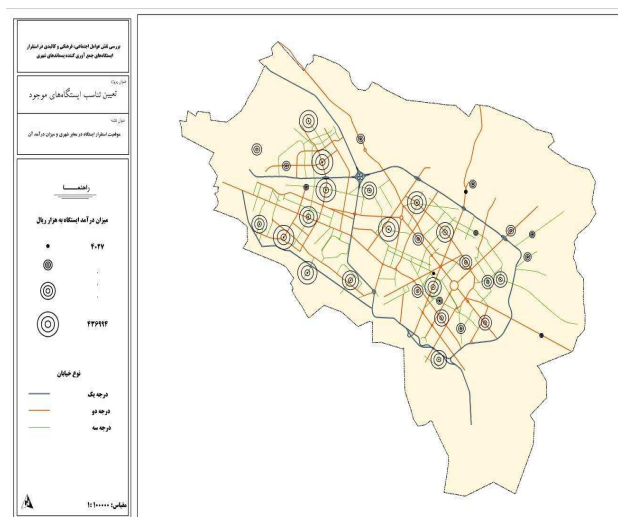 بررسی نقش عوامل اجتماعی، فرهنگی و کالبدی در استقرار
ایستگاه‌های جمع آوری کننده پسماندهای شهری
عنوان پروژه
تعیین تناسب ایستگاه‌های موجود
عنوان نقشه
موقعیت استقرار ایستگاه در معابر شهری و میزان درآمد آن
راهنمــــا
میزان درآمد ایستگاه به هزار ریال
۴۰۲۷
۴۳۶۹۹۴
نوع خیابان
درجه یک
درجه دو
درجه سه
مقیاس: ۱:۱۰۰۰۰۰